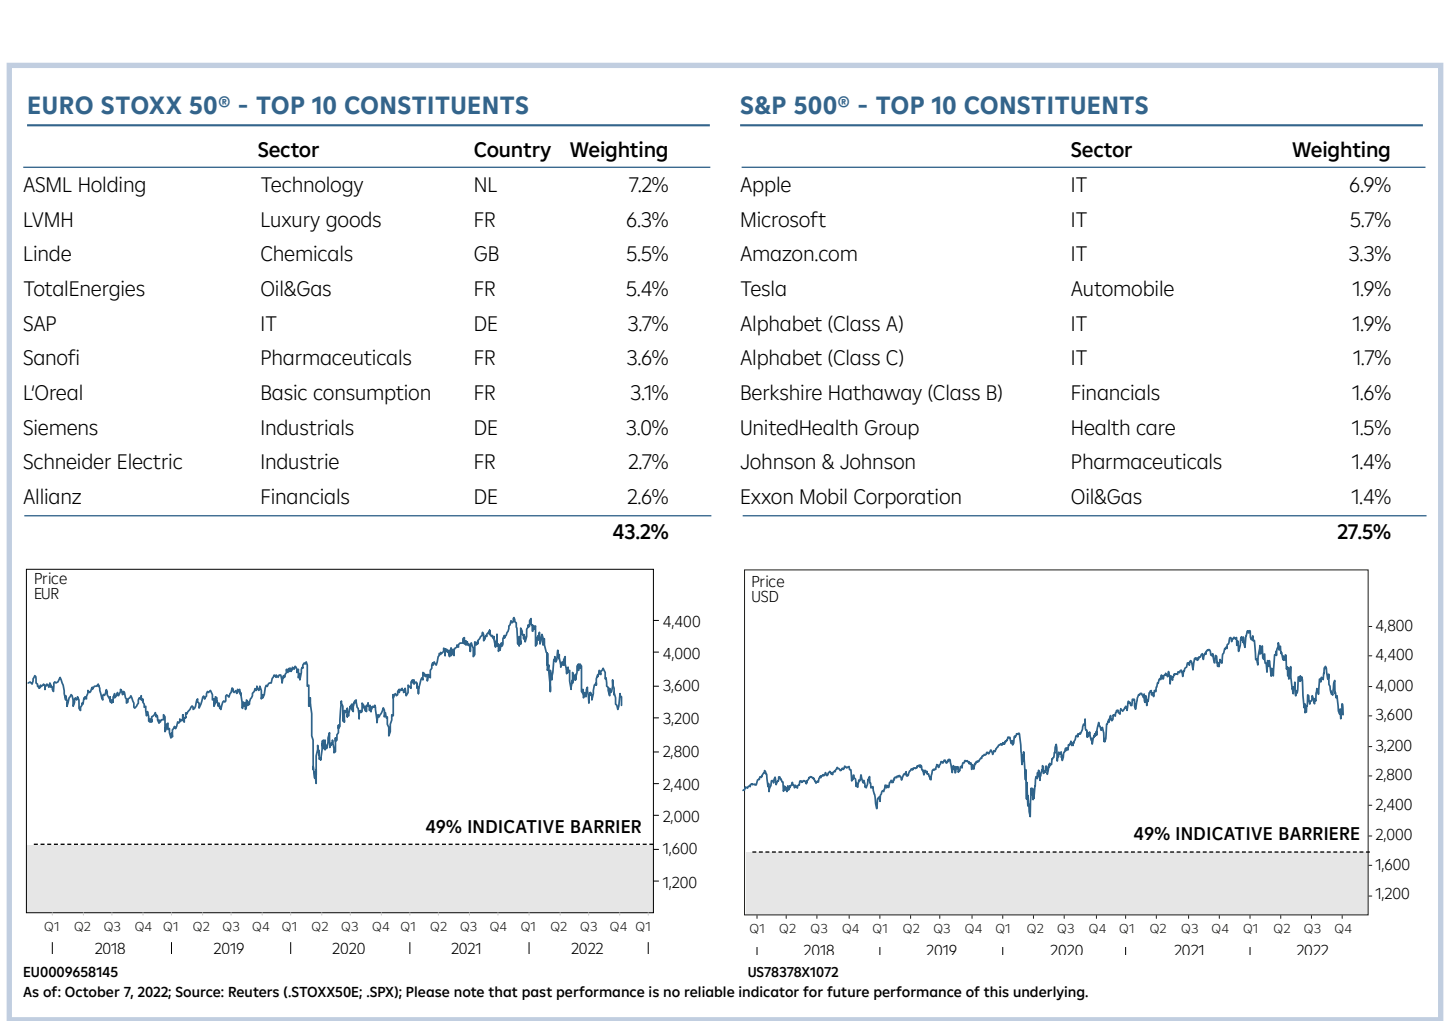 EURO STOXX 50® - TOP 10 CONSTITUENTS
Sector Country Weighting
ASML Holding Technology NL 7.2%
LVMH Luxury goods FR 6.3%
Linde Chemicals GB 5.5%
TotalEnergies Oil&Gas FR 5.4%
SAP IT DE 3.7%
Sanofi Pharmaceuticals FR 3.6%
L'Oreal Basic consumption FR 3.1%
Siemens Industrials DE 3.0%
Schneider Electric Industrie FR 2.7%
Allianz Financials DE 2.6%
43.2%
S&P 500® - TOP 10 CONSTITUENTS
Sector Weighting
Apple IT 6.9%
Microsoft IT 5.7%
Amazon.com IT 3.3%
Tesla Automobile 1.9%
Alphabet (Class A) IT 1.9%
Alphabet (Class C) IT 1.7%
Berkshire Hathaway (Class B) Financials 1.6%
UnitedHealth Group Health care 1.5%
Johnson & Johnson Pharmaceuticals 1.4%
Exxon Mobil Corporation Oil&Gas 1.4%
27.5%
Price
EUR
4,400
4,000
3,600
3,200
2,800
2,400
2,000
49% INDICATIVE BARRIER
1,600
1,200
Q1 Q2 Q3 Q4 Q1 Q2 Q3 Q4 Q1 Q2 Q3 Q4 Q1 Q2 Q3 Q4 Q1 Q2 Q3 Q4 Q1
2018 2019 2020 2021 2022
EU0009658145
Price
USD
4,800
4,400
4,000
3,600
3,200
2,800
2,400
2,000
49% INDICATIVE BARRIERE
1,600
1,200
Q1 Q2 Q3 Q4 Q1 Q2 Q3 Q4 Q1 Q2 Q3 Q4 Q1 Q2 Q3 Q4 Q1 Q2 Q3 Q4
2018 2019 2020 2021 2022
US78378X1072
As of: October 7, 2022; Source: Reuters (.STOXX50E; .SPX); Please note that past performance is no reliable indicator for future performance of this underlying.